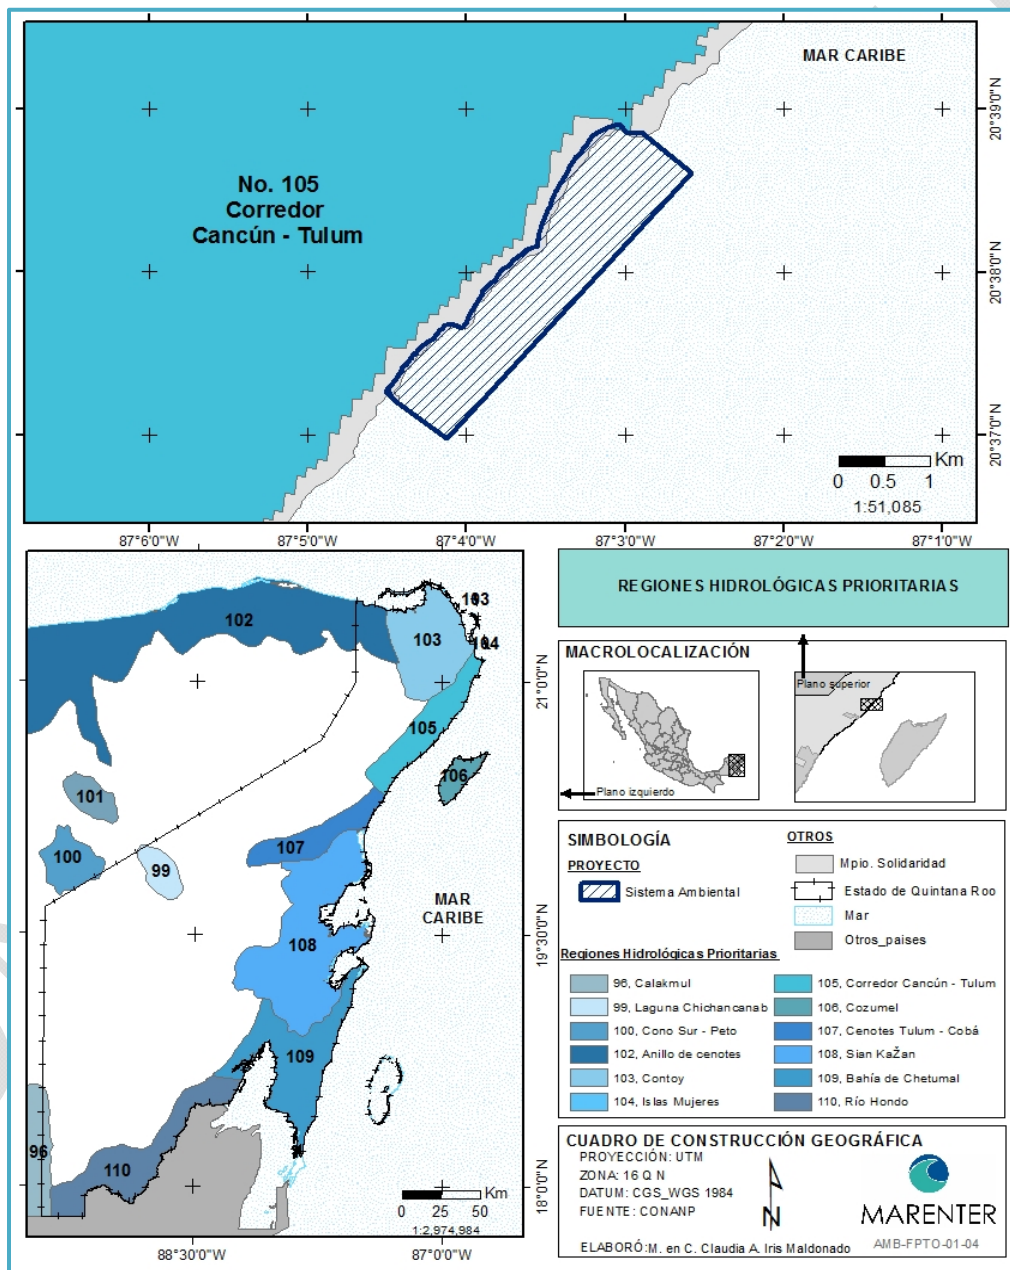 MAR CARIBE
No. 105
Corredor
Cancún - Tulum
20°39'0"N
20°38'0"N
20°37'0"N
Km
0 0.5 1
1:51,085
87°6'0"W 87°5'0"W 87°4'0"W 87°3'0"W 87°2'0"W 87°1'0"W
102
103
104
103
105
106
101
100
99
107
108
109
110
96
MAR
CARIBE
21°0'0"N
19°30'0"N
18°0'0"N
Km
0 25 50
1:2,974,984
88°30'0"W 87°0'0"W
REGIONES HIDROLÓGICAS PRIORITARIAS
MACROLOCALIZACIÓN
Plano superior
Plano izquierdo
SIMBOLOGÍA
PROYECTO
Sistema Ambiental
OTROS
Mpio. Solidaridad
Estado de Quintana Roo
Mar
Otros_paises
Regiones Hidrológicas Prioritarias
96, Calakmul
99, Laguna Chichancanab
100, Cono Sur - Peto
102, Anillo de cenotes
103, Contoy
104, Islas Mujeres
105, Corredor Cancún - Tulum
106, Cozumel
107, Cenotes Tulum - Cobá
108, Sian KaŽan
109, Bahía de Chetumal
110, Río Hondo
CUADRO DE CONSTRUCCIÓN GEOGRÁFICA
PROYECCIÓN: UTM
ZONA: 16 Q N
DATUM: CGS_WGS 1984
FUENTE: CONANP
N
ELABORÓ: M. en C. Claudia A. Iris Maldonado
MARENTER
AMB-FPTO-01-04